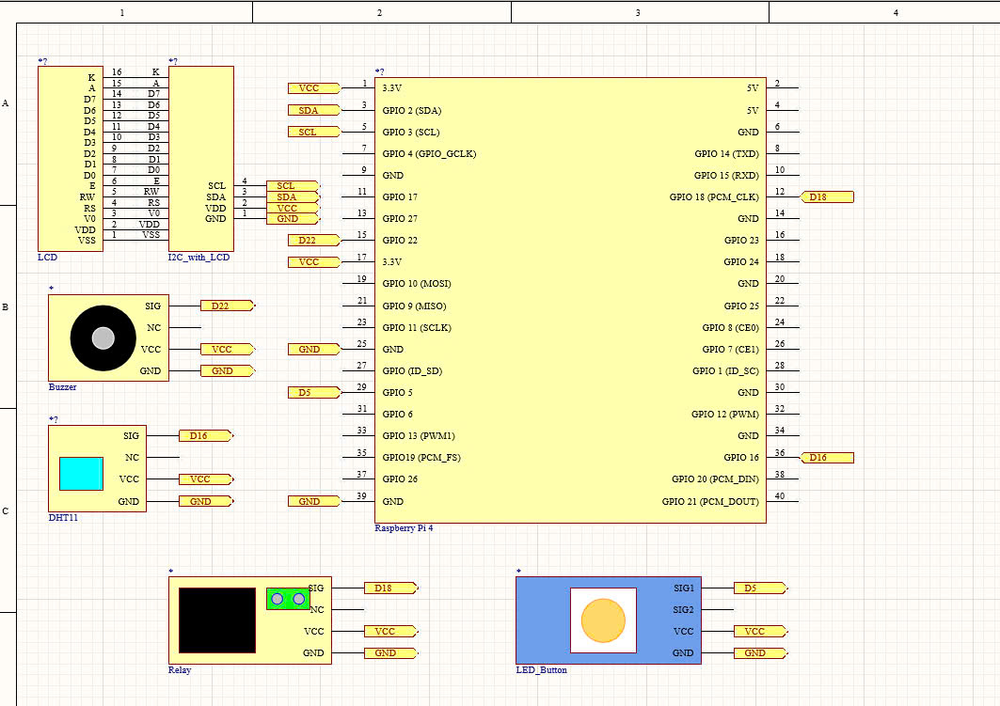 1 2 3 4
A
B
C
*?
K 16 K
A 15 A
D7 14 D7
D6 13 D6
D5 12 D5
D4 11 D4
D3 10 D3
D2 9 D2
D1 8 D1
D0 7 D0
E 6 E
RW 5 RW
RS 4 RS
V0 3 V0
VDD 2 VDD
VSS 1 VSS
LCD
*?
SCL 4 SCL
SDA 3 SDA
VDD 2 VCC
GND 1 GND
I2C_with_LCD
*?
VCC 1 3.3V 5V 2
SDA 3 GPIO 2 (SDA) 5V 4
SCL 5 GPIO 3 (SCL) GND 6
7 GPIO 4 (GPIO_GCLK) GPIO 14 (TXD) 8
9 GND GPIO 15 (RXD) 10
11 GPIO 17 GPIO 18 (PCM_CLK) 12 D18
13 GPIO 27 GND 14
D22 15 GPIO 22 GPIO 23 16
VCC 17 3.3V GPIO 24 18
19 GPIO 10 (MOSI) GND 20
21 GPIO 9 (MISO) GPIO 25 22
23 GPIO 11 (SCLK) GPIO 8 (CE0) 24
GND 25 GND GPIO 7 (CE1) 26
27 GPIO (ID_SD) GPIO 1 (ID_SC) 28
D5 29 GPIO 5 GND 30
31 GPIO 6 GPIO 12 (PWM) 32
33 GPIO 13 (PWM1) GND 34
35 GPIO19 (PCM_FS) GPIO 16 36 D16
37 GPIO 26 GPIO 20 (PCM_DIN) 38
GND 39 GND GPIO 21 (PCM_DOUT) 40
Raspberry Pi 4
*
SIG D22
NC
VCC VCC
GND GND
Buzzer
*?
SIG D16
NC
VCC VCC
GND GND
DHT11
*
SIG D18
NC
VCC VCC
GND GND
Relay
*
SIG1 D5
SIG2
VCC VCC
GND GND
LED_Button